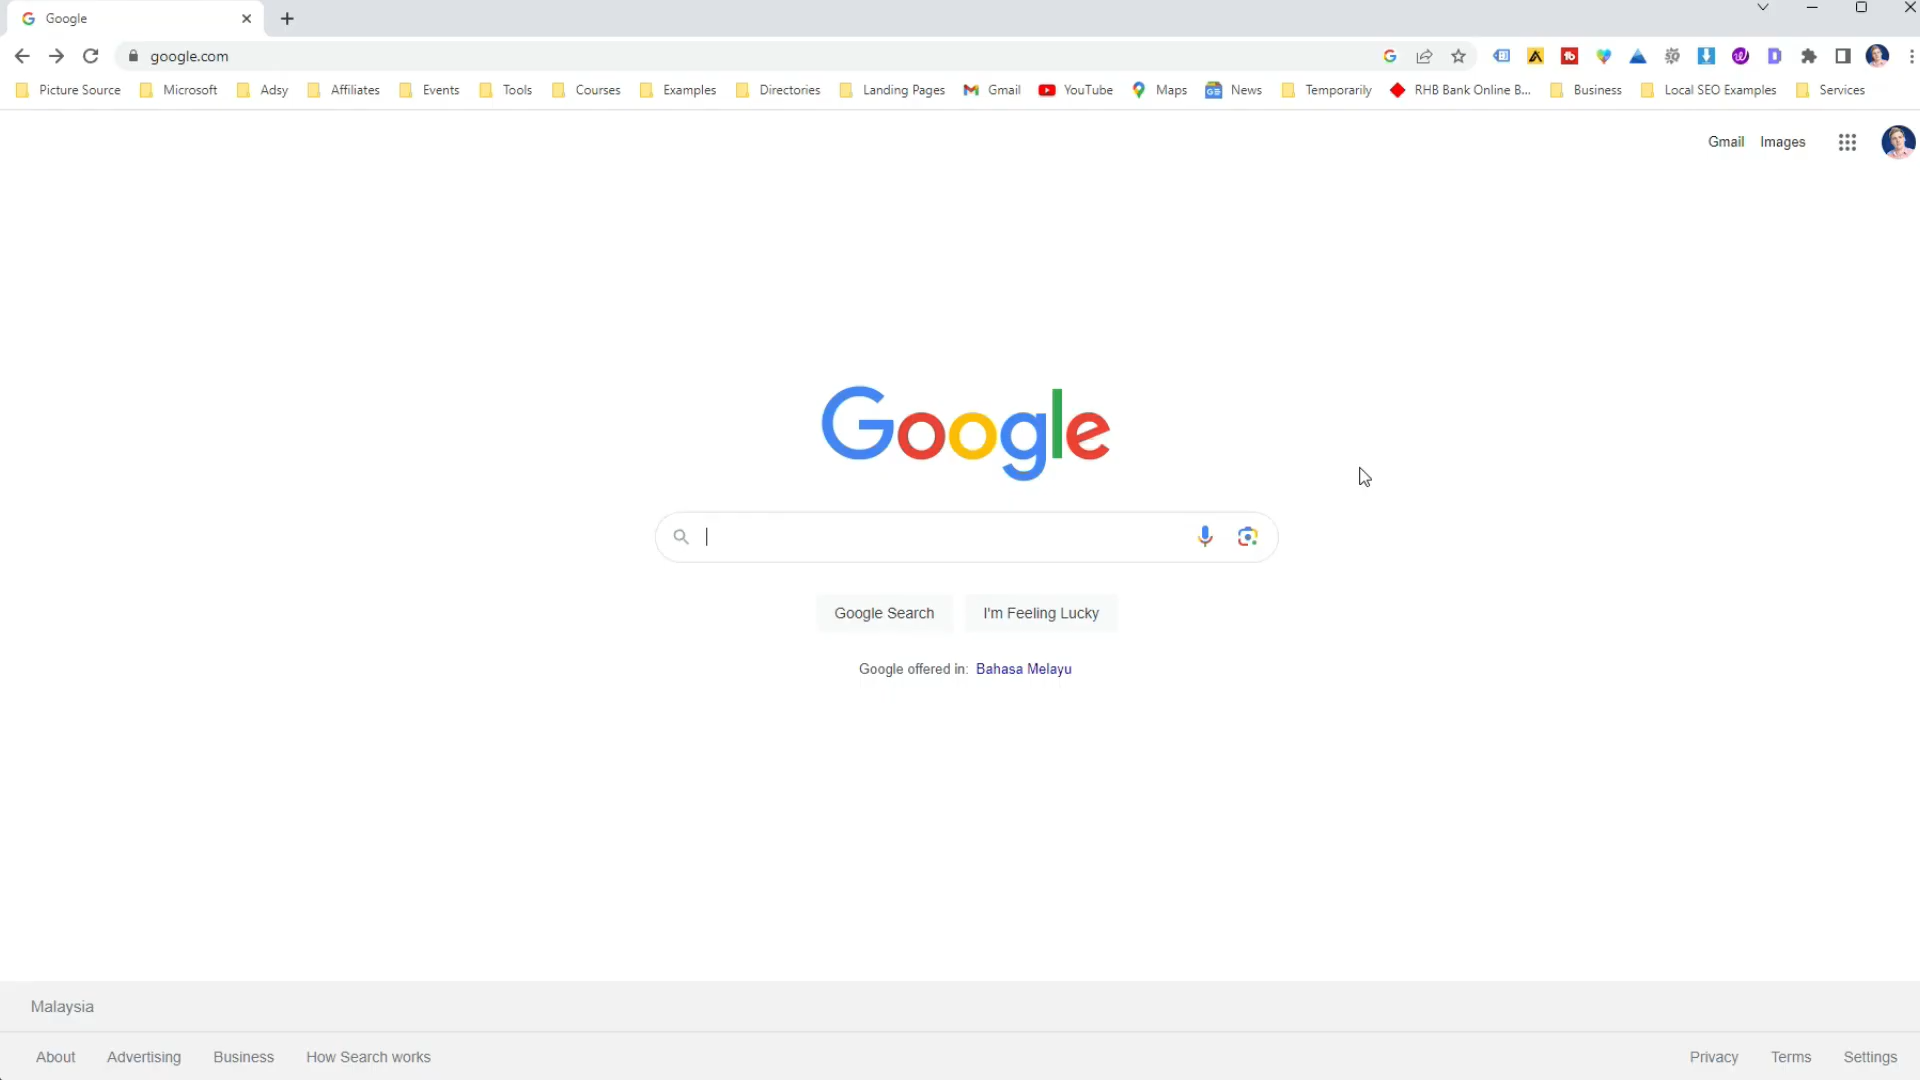 Google
google.com
Picture Source Microsoft Adsy Affiliates Events Tools Courses Examples Directories Landing Pages Gmail YouTube Maps News Temporarily RHB Bank Online B... Business Local SEO Examples Services
Gmail Images
Google
Google Search I'm Feeling Lucky
Google offered in: Bahasa Melayu
Malaysia
About Advertising Business How Search works Privacy Terms Settings